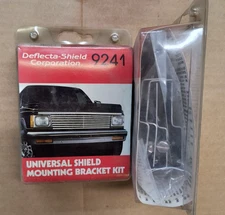 Deflecta-Shield
Corporation
9241
UNIVERSAL SHIELD
MOUNTING BRACKET KIT